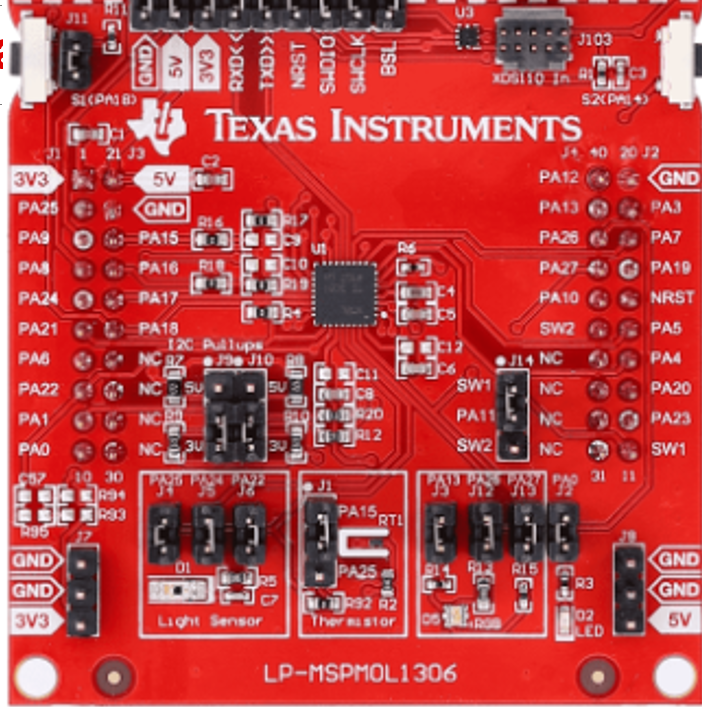 J11
R11
U3
J103
GND
5V
3V3
RXD<<
TXD>>
NRST
SWDIO
SWCLK
BSL
XDS110 In
R1
C3
S1(PA18)
S2(PA14)
C1
TEXAS INSTRUMENTS
J1 1 21 J3
J4 40 20 J2
3V3
5V
C2
PA12
GND
PA25
GND
PA13
PA3
PA9
PA15
R16
R17
C9
U1
R6
PA26
PA7
PA8
PA16
R18
C10
R19
C4
PA27
PA19
PA24
PA17
R4
C5
PA10
NRST
PA21
PA18
SW2
PA5
I2C Pullups
C12
PA6
NC
R7
J9
J10
R8
C11
C6
J14
NC
PA4
PA22
NC
5V
5V
C8
SW1
NC
PA20
PA1
NC
R9
R10
R20
PA11
NC
PA23
PA0
NC
3V
3V
R12
SW2
NC
SW1
10 30
31 11
C57
R94
R93
R95
PA26
PA24
PA22
J4
J5
J6
J1
PA15
RT1
PA25
PA13
PA26
PA27
PA0
J3
J12
J13
J2
J7
J8
GND
GND
3V3
GND
GND
5V
D1
R5
C7
R92
R2
R14
R13
R15
R3
D5
RGB
D2
LED
Light Sensor
Thermistor
LP-MSPM0L1306